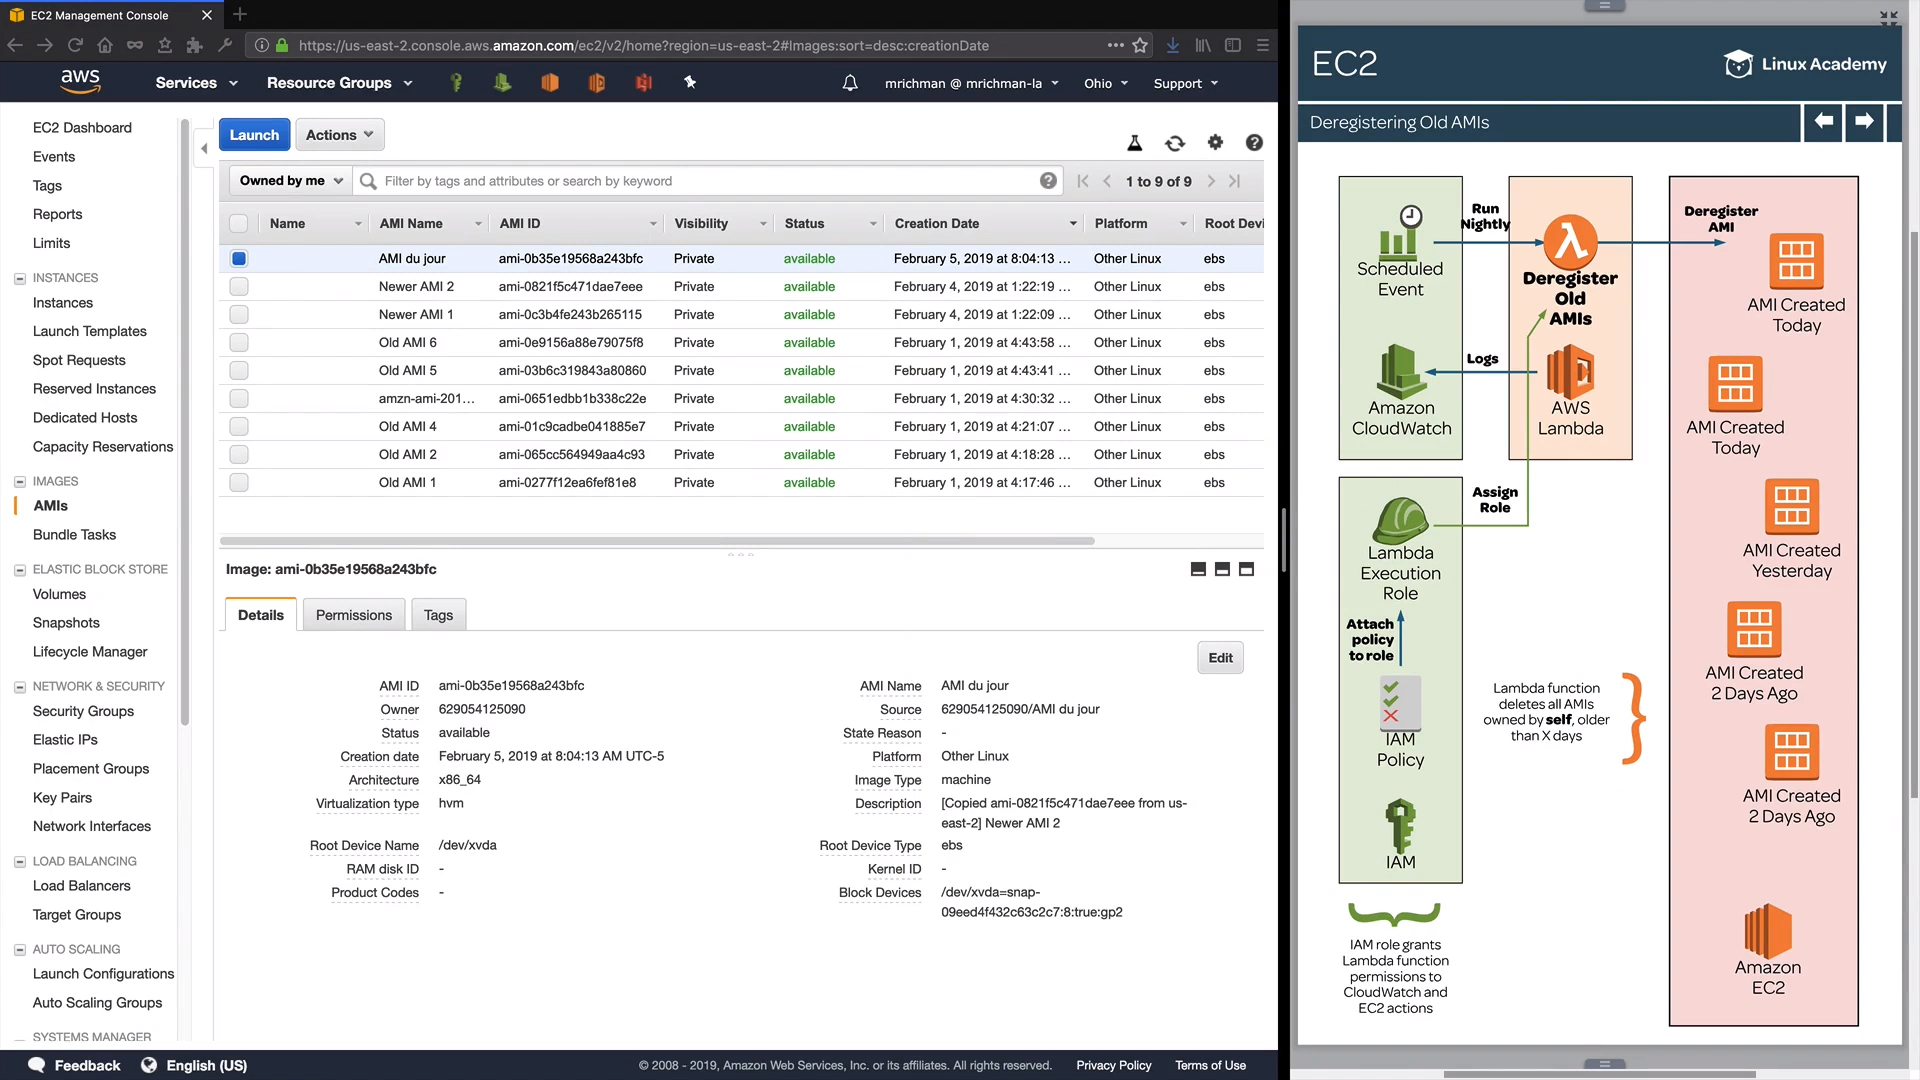 EC2 Management Console
https://us-east-2.console.aws.amazon.com/ec2/v2/home?region=us-east-2#Images:sort=desc:creationDate
aws
Services
Resource Groups
mrichman @ mrichman-la
Ohio
Support
EC2 Dashboard
Events
Tags
Reports
Limits
INSTANCES
Instances
Launch Templates
Spot Requests
Reserved Instances
Dedicated Hosts
Capacity Reservations
IMAGES
AMIs
Bundle Tasks
ELASTIC BLOCK STORE
Volumes
Snapshots
Lifecycle Manager
NETWORK & SECURITY
Security Groups
Elastic IPs
Placement Groups
Key Pairs
Network Interfaces
LOAD BALANCING
Load Balancers
Target Groups
AUTO SCALING
Launch Configurations
Auto Scaling Groups
SYSTEMS MANAGER
Launch
Actions
Owned by me
Filter by tags and attributes or search by keyword
1 to 9 of 9
Name AMI Name AMI ID Visibility Status Creation Date Platform Root Devi
AMI du jour ami-0b35e19568a243bfc Private available February 5, 2019 at 8:04:13 ... Other Linux ebs
Newer AMI 2 ami-0821f5c471dae7eee Private available February 4, 2019 at 1:22:19 ... Other Linux ebs
Newer AMI 1 ami-0c3b4fe243b265115 Private available February 4, 2019 at 1:22:09 ... Other Linux ebs
Old AMI 6 ami-0e9156a88e79075f8 Private available February 1, 2019 at 4:43:58 ... Other Linux ebs
Old AMI 5 ami-03b6c319843a80860 Private available February 1, 2019 at 4:43:41 ... Other Linux ebs
amzn-ami-201... ami-0651edbb1b338c22e Private available February 1, 2019 at 4:30:32 ... Other Linux ebs
Old AMI 4 ami-01c9cadbe041885e7 Private available February 1, 2019 at 4:21:07 ... Other Linux ebs
Old AMI 2 ami-065cc564949aa4c93 Private available February 1, 2019 at 4:18:28 ... Other Linux ebs
Old AMI 1 ami-0277f12ea6fef81e8 Private available February 1, 2019 at 4:17:46 ... Other Linux ebs
Image: ami-0b35e19568a243bfc
Details
Permissions
Tags
Edit
AMI ID ami-0b35e19568a243bfc AMI Name AMI du jour
Owner 629054125090 Source 629054125090/AMI du jour
Status available State Reason -
Creation date February 5, 2019 at 8:04:13 AM UTC-5 Platform Other Linux
Architecture x86_64 Image Type machine
Virtualization type hvm Description [Copied ami-0821f5c471dae7eee from us-
east-2] Newer AMI 2
Root Device Name /dev/xvda Root Device Type ebs
RAM disk ID - Kernel ID -
Product Codes - Block Devices /dev/xvda=snap-
09eed4f432c63c2c7:8:true:gp2
Feedback
English (US)
© 2008 - 2019, Amazon Web Services, Inc. or its affiliates. All rights reserved.
Privacy Policy
Terms of Use
EC2
Linux Academy
Deregistering Old AMIs
Scheduled
Event
Run
Nightly
Deregister
Old
AMIs
Deregister
AMI
AMI Created
Today
Amazon
CloudWatch
Logs
AWS
Lambda
AMI Created
Today
Assign
Role
Lambda
Execution
Role
AMI Created
Yesterday
Attach
policy
to role
AMI Created
2 Days Ago
IAM
Policy
Lambda function
deletes all AMIs
owned by self, older
than X days
AMI Created
2 Days Ago
IAM
IAM role grants
Lambda function
permissions to
CloudWatch and
EC2 actions
Amazon
EC2